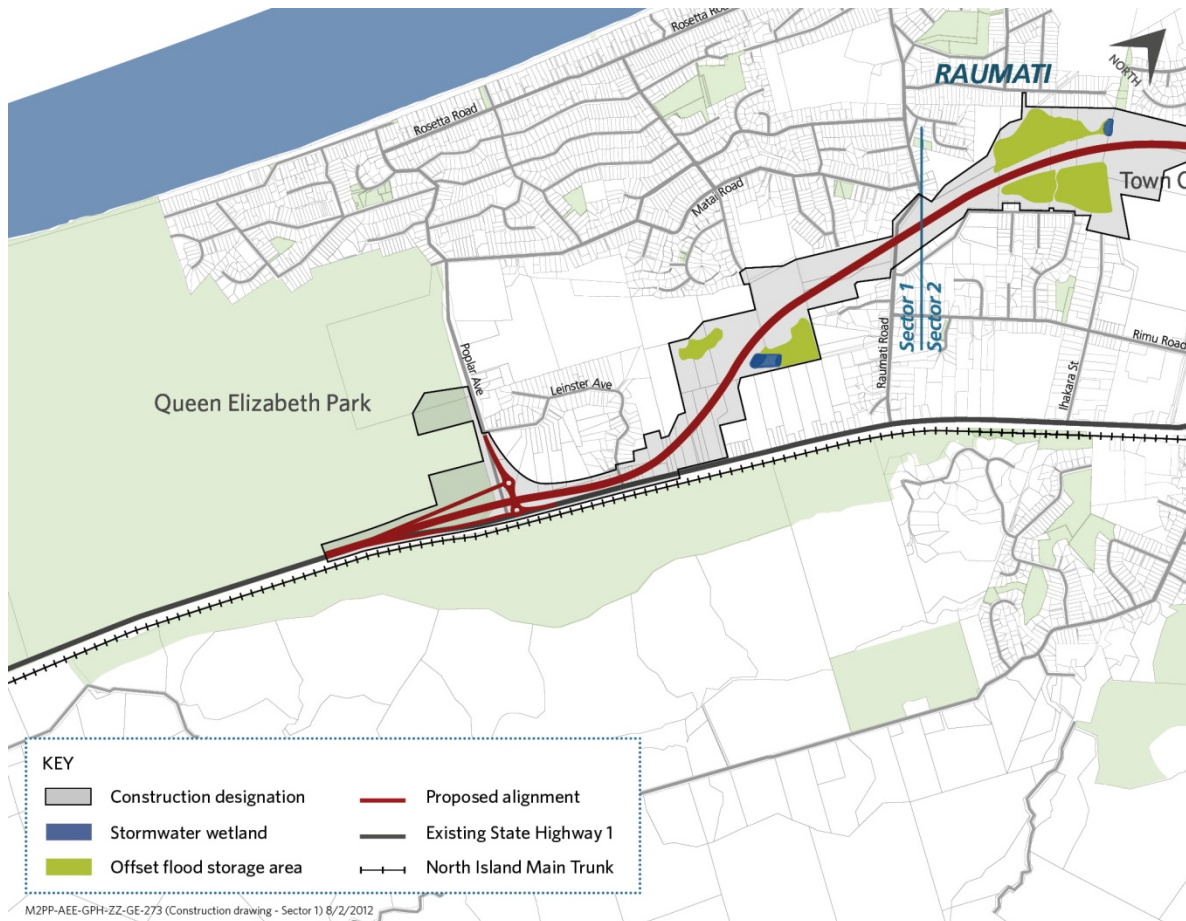 Rosetta Road
NORTH
RAUMATI
Rosetta Road
Town C
Matai Road
Sector 1
Sector 2
Raumati Road
Rimu Road
Ihakara St
Poplar Ave
Leinster Ave
Queen Elizabeth Park
KEY
Construction designation
Proposed alignment
Stormwater wetland
Existing State Highway 1
Offset flood storage area
North Island Main Trunk
M2PP-AEE-GPH-ZZ-GE-273 (Construction drawing - Sector 1) 8/2/2012